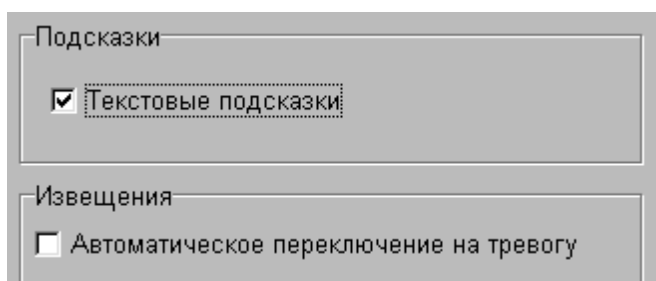 Подсказки
Текстовые подсказки
Извещения
Автоматическое переключение на тревогу